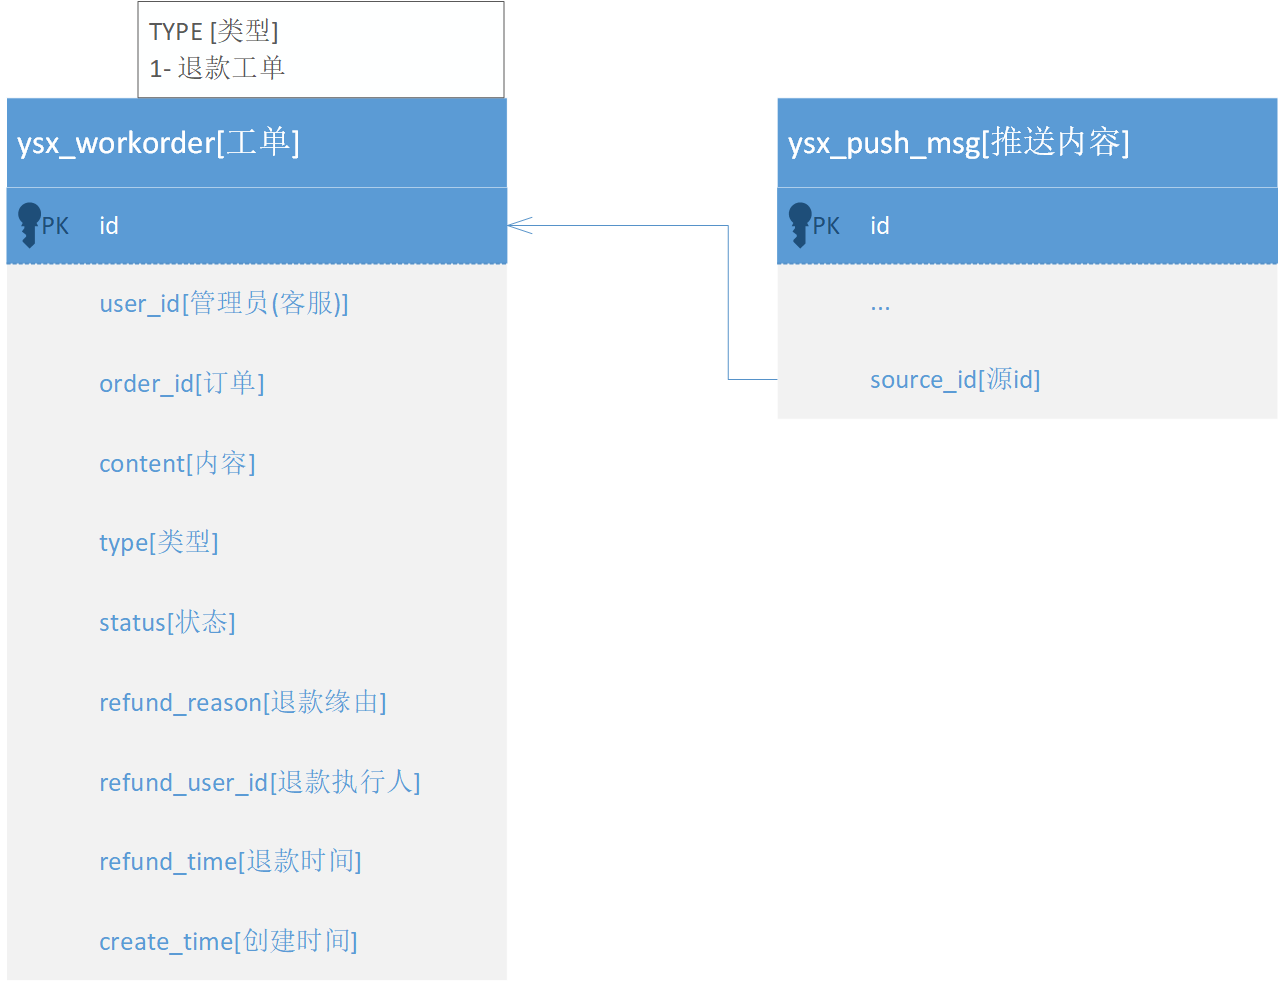 TYPE [类型]
1- 退款工单
ysx_workorder[工单]
PK id
user_id[管理员(客服)]
order_id[订单]
content[内容]
type[类型]
status[状态]
refund_reason[退款缘由]
refund_user_id[退款执行人]
refund_time[退款时间]
create_time[创建时间]
ysx_push_msg[推送内容]
PK id
...
source_id[源id]